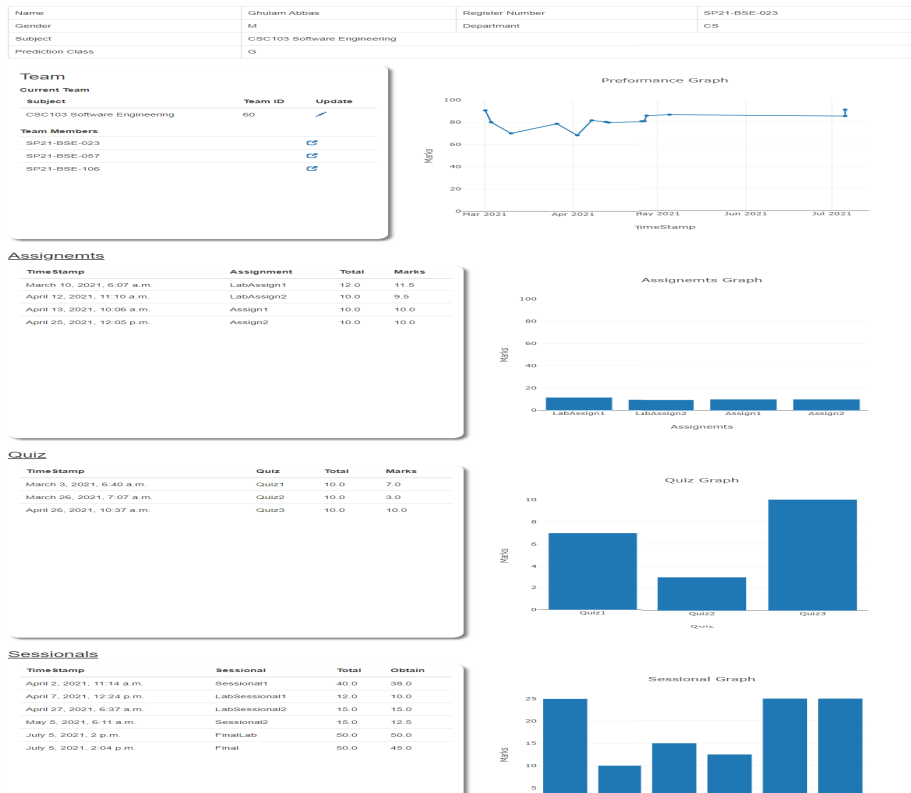 Name Ghulam Abbas Register Number SP21-BSE-023
Gender M Departmant CS
Subject CSC103 Software Engineering
Prediction Class G
Team
Current Team
Subject Team ID Update
CSC103 Software Engineering 60
Team Members
SP21-BSE-023
SP21-BSE-057
SP21-BSE-106
Preformance Graph
100
80
60
40
20
0
Marks
Mar 2021 Apr 2021 May 2021 Jun 2021 Jul 2021
TimeStamp
Assignemts
TimeStamp Assignment Total Marks
March 10, 2021, 6:07 a.m. LabAssign1 12.0 11.5
April 12, 2021, 11:10 a.m. LabAssign2 10.0 9.5
April 13, 2021, 10:06 a.m. Assign1 10.0 10.0
April 25, 2021, 12:05 p.m. Assign2 10.0 10.0
Assignemts Graph
100
80
60
40
20
0
Marks
LabAssign1 LabAssign2 Assign1 Assign2
Assignemts
Quiz
TimeStamp Quiz Total Marks
March 3, 2021, 6:40 a.m. Quiz1 10.0 7.0
March 26, 2021, 7:07 a.m. Quiz2 10.0 3.0
April 26, 2021, 10:37 a.m. Quiz3 10.0 10.0
Quiz Graph
10
8
6
4
2
0
Marks
Quiz1 Quiz2 Quiz3
Quiz
Sessionals
TimeStamp Sessional Total Obtain
April 2, 2021, 11:14 a.m. Sessional1 40.0 38.0
April 7, 2021, 12:24 p.m. LabSessional1 12.0 10.0
April 27, 2021, 6:37 a.m. LabSessional2 15.0 15.0
May 5, 2021, 6:11 a.m. Sessional2 15.0 12.5
July 5, 2021, 2 p.m. FinalLab 50.0 50.0
July 5, 2021, 2:04 p.m. Final 50.0 45.0
Sessional Graph
25
20
15
10
5
Marks